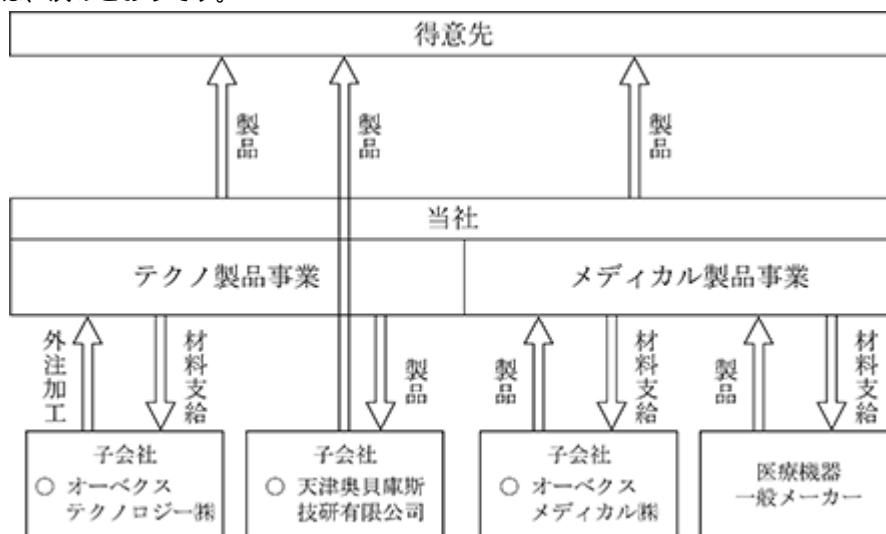 得意先
製品
製品
製品
当社
テクノ製品事業
メディカル製品事業
外注加工
材料支給
製品
製品
材料支給
製品
材料支給
子会社
○ オーベクス
テクノロジー㈱
子会社
○ 天津奥貝庫斯
技研有限公司
子会社
○ オーベクス
メディカル㈱
医療機器
一般メーカー